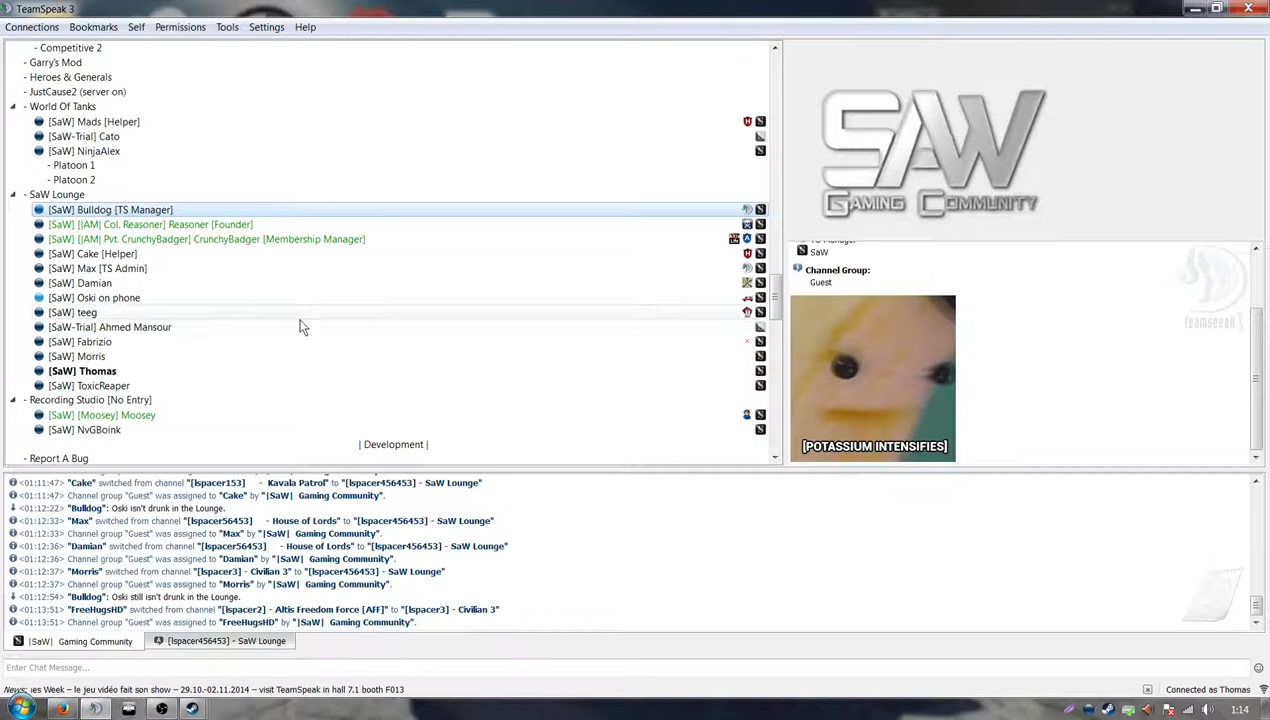 TeamSpeak 3
Connections Bookmarks Self Permissions Tools Settings Help
- Competitive 2
- Garry's Mod
- Heroes & Generals
- JustCause2 (server on)
- World Of Tanks
[SaW] Mads [Helper]
[SaW-Trial] Cato
[SaW] NinjaAlex
- Platoon 1
- Platoon 2
- SaW Lounge
[SaW] Bulldog [TS Manager]
[SaW] [|AM| Col. Reasoner] Reasoner [Founder]
[SaW] [|AM| Pvt. CrunchyBadger] CrunchyBadger [Membership Manager]
[SaW] Cake [Helper]
[SaW] Max [TS Admin]
[SaW] Damian
[SaW] Oski on phone
[SaW] teeg
[SaW-Trial] Ahmed Mansour
[SaW] Fabrizio
[SaW] Morris
[SaW] Thomas
[SaW] ToxicReaper
- Recording Studio [No Entry]
[SaW] [Moosey] Moosey
[SaW] NvGBoink
| Development |
- Report A Bug
SAW
GAMING COMMUNITY
TS Manager
SaW
Channel Group:
Guest
[POTASSIUM INTENSIFIES]
teamspeak
<01:11:47> "Cake" switched from channel "[lspacer153] - Kavala Patrol" to "[lspacer456453] - SaW Lounge"
<01:11:47> Channel group "Guest" was assigned to "Cake" by "|SaW| Gaming Community".
<01:12:22> "Bulldog": Oski isn't drunk in the Lounge.
<01:12:33> "Max" switched from channel "[lspacer56453] - House of Lords" to "[lspacer456453] - SaW Lounge"
<01:12:33> Channel group "Guest" was assigned to "Max" by "|SaW| Gaming Community".
<01:12:36> "Damian" switched from channel "[lspacer56453] - House of Lords" to "[lspacer456453] - SaW Lounge"
<01:12:36> Channel group "Guest" was assigned to "Damian" by "|SaW| Gaming Community".
<01:12:37> "Morris" switched from channel "[lspacer3] - Civilian 3" to "[lspacer456453] - SaW Lounge"
<01:12:37> Channel group "Guest" was assigned to "Morris" by "|SaW| Gaming Community".
<01:12:54> "Bulldog": Oski still isn't drunk in the Lounge.
<01:13:51> "FreeHugsHD" switched from channel "[lspacer2] - Altis Freedom Force [AFF]" to "[lspacer3] - Civilian 3"
<01:13:51> Channel group "Guest" was assigned to "FreeHugsHD" by "|SaW| Gaming Community".
|SaW| Gaming Community [lspacer456453] - SaW Lounge
Enter Chat Message...
News: ues Week – le jeu vidéo fait son show – 29.10.-02.11.2014 – visit TeamSpeak in hall 7.1 booth F013 Connected as Thomas
1:14